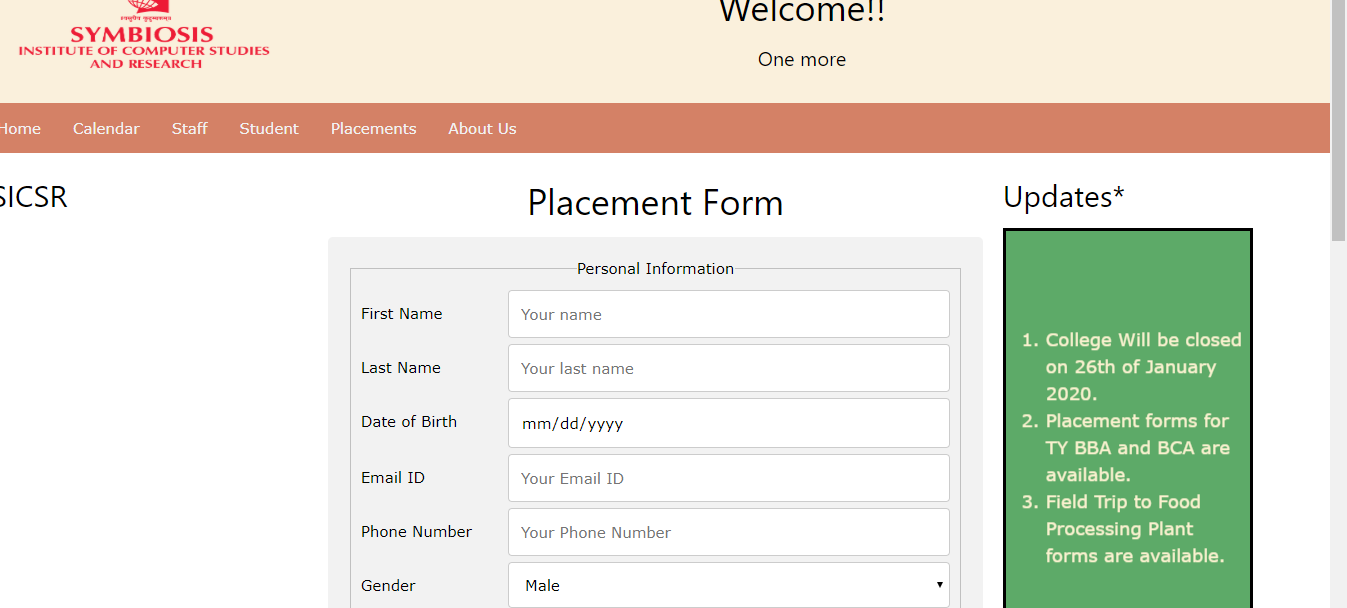 वसुधैव कुटुम्बकम्
SYMBIOSIS
INSTITUTE OF COMPUTER STUDIES
AND RESEARCH
Welcome!!
One more
Home Calendar Staff Student Placements About Us
SICSR
Placement Form
Personal Information
First Name Your name
Last Name Your last name
Date of Birth mm/dd/yyyy
Email ID Your Email ID
Phone Number Your Phone Number
Gender Male
Updates*
1. College Will be closed
on 26th of January
2020.
2. Placement forms for
TY BBA and BCA are
available.
3. Field Trip to Food
Processing Plant
forms are available.